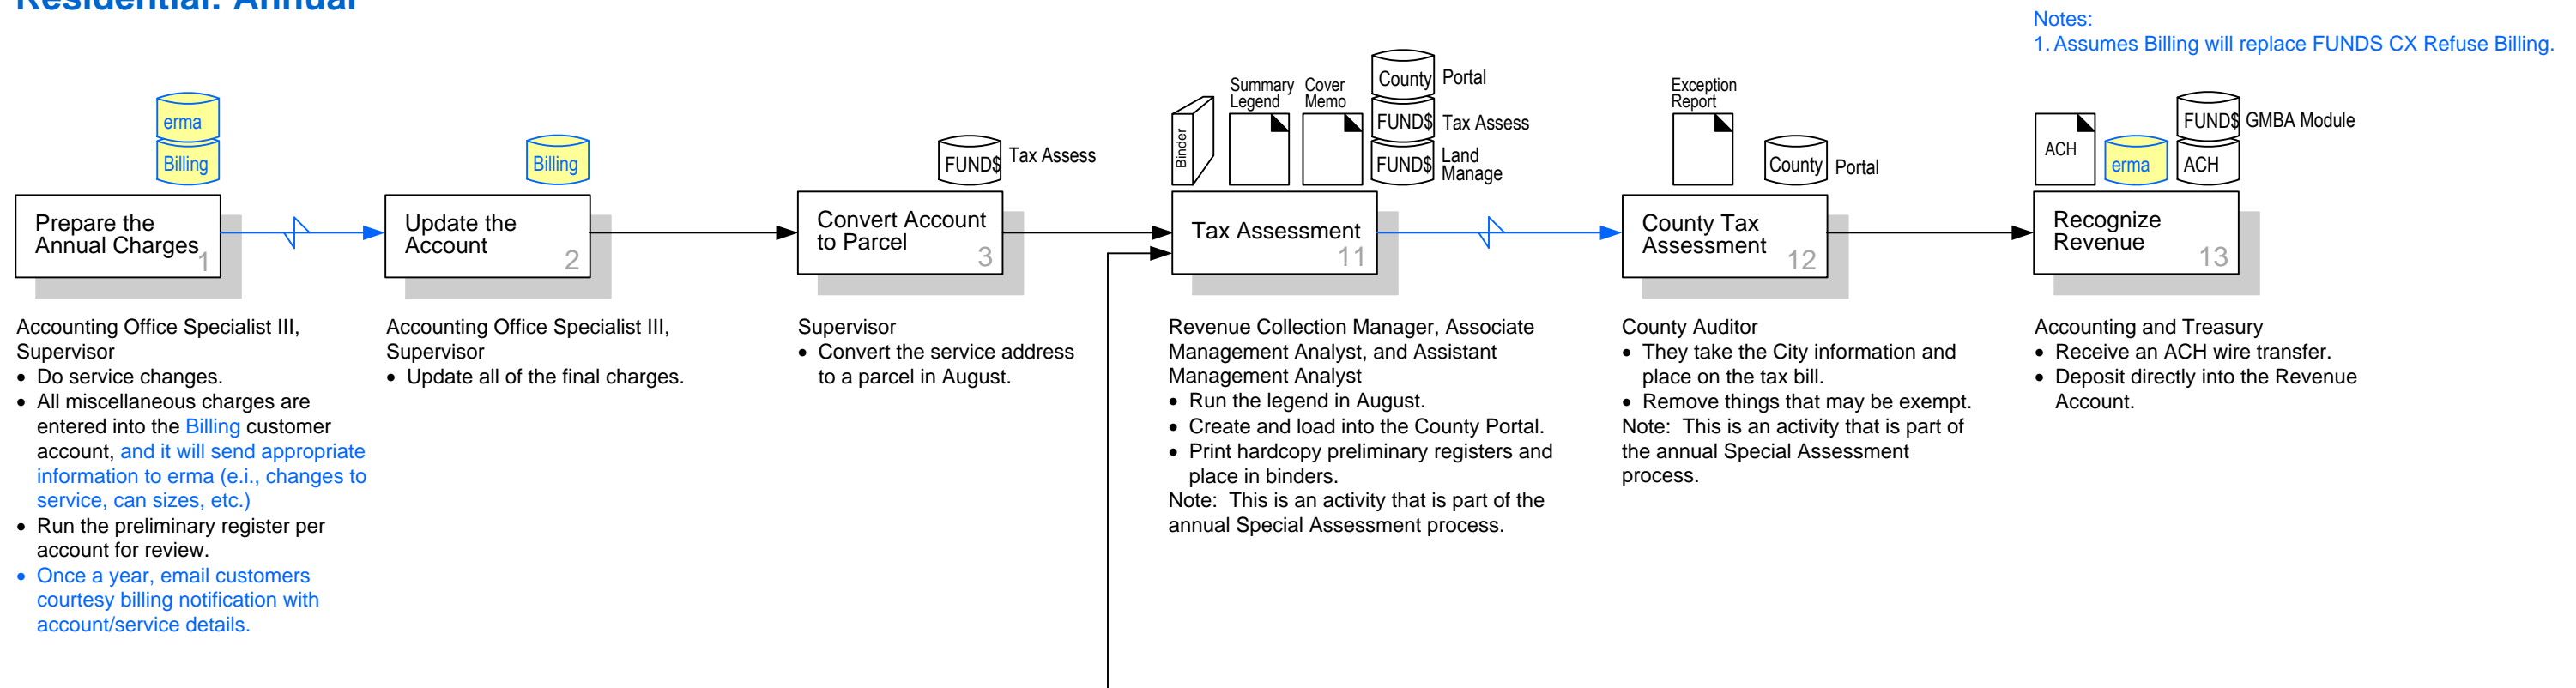 Residential: Annual
Notes:
1. Assumes Billing will replace FUNDS CX Refuse Billing.
erma
Billing
Prepare the
Annual Charges
1
Accounting Office Specialist III,
Supervisor
• Do service changes.
• All miscellaneous charges are
entered into the Billing customer
account, and it will send appropriate
information to erma (e.i., changes to
service, can sizes, etc.)
• Run the preliminary register per
account for review.
• Once a year, email customers
courtesy billing notification with
account/service details.
Billing
Update the
Account
2
Accounting Office Specialist III,
Supervisor
• Update all of the final charges.
FUND$
Tax Assess
Convert Account
to Parcel
3
Supervisor
• Convert the service address
to a parcel in August.
Binder
Summary
Legend
Cover
Memo
County
Portal
FUND$
Tax Assess
FUND$
Land
Manage
Tax Assessment
11
Revenue Collection Manager, Associate
Management Analyst, and Assistant
Management Analyst
• Run the legend in August.
• Create and load into the County Portal.
• Print hardcopy preliminary registers and
place in binders.
Note: This is an activity that is part of the
annual Special Assessment process.
Exception
Report
County
Portal
County Tax
Assessment
12
County Auditor
• They take the City information and
place on the tax bill.
• Remove things that may be exempt.
Note: This is an activity that is part of
the annual Special Assessment
process.
ACH
erma
FUND$
GMBA Module
ACH
Recognize
Revenue
13
Accounting and Treasury
• Receive an ACH wire transfer.
• Deposit directly into the Revenue
Account.